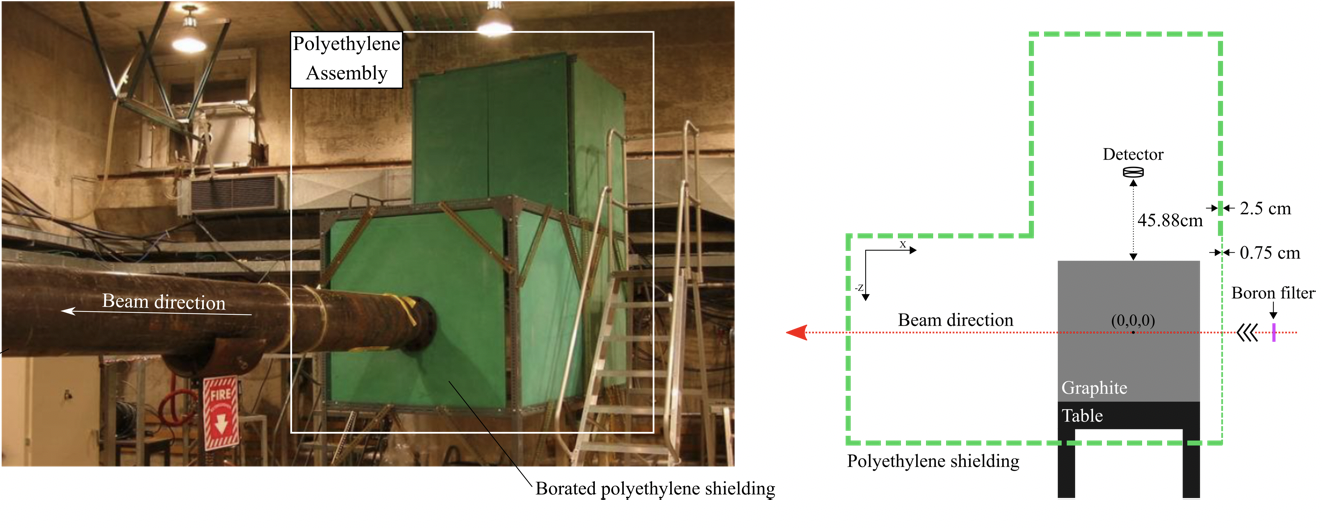 Polyethylene
Assembly
Beam direction
FIRE
Borated polyethylene shielding
Detector
45.88cm
2.5 cm
0.75 cm
X
-Z
Boron filter
Beam direction
(0,0,0)
Graphite
Table
Polyethylene shielding